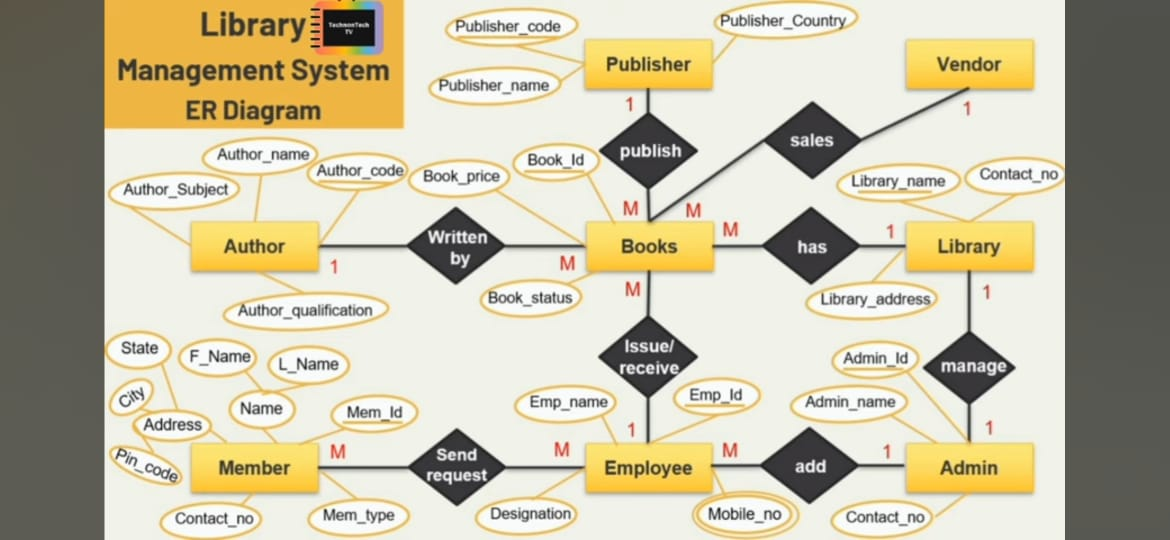 Library
TechnonTech
TV
Management System
ER Diagram
Publisher_code
Publisher_name
Publisher_Country
Publisher
Vendor
1
1
publish
sales
Author_name
Author_Subject
Author_code
Book_price
Book_Id
Library_name
Contact_no
M
M
Author
1
Written
by
M
Books
M
has
1
Library
Author_qualification
Book_status
M
Library_address
1
State
F_Name
L_Name
Issue/
receive
Admin_Id
manage
City
Name
Mem_Id
Emp_name
Emp_Id
Admin_name
Address
Pin_code
Member
M
Send
request
M
1
Employee
M
add
1
1
Admin
Contact_no
Mem_type
Designation
Mobile_no
Contact_no